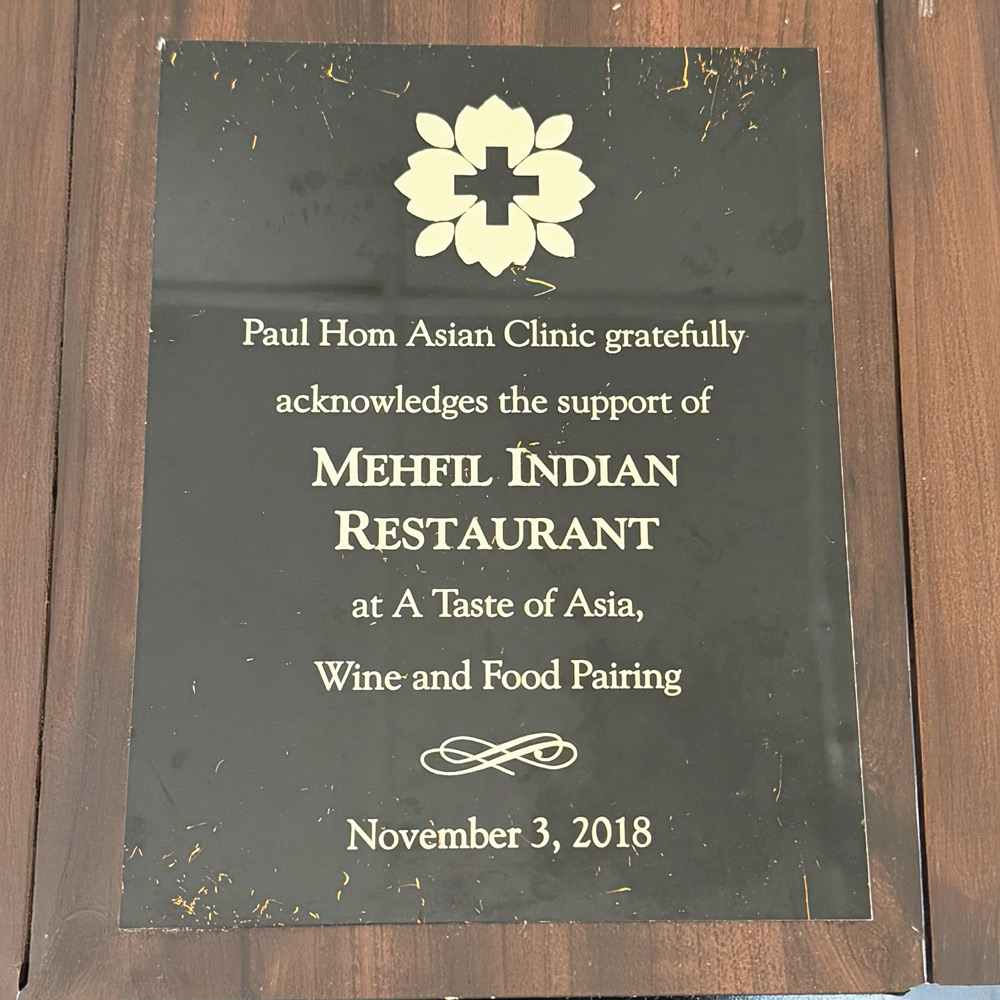 Paul Hom Asian Clinic gratefully
acknowledges the support of
MEHFIL INDIAN
RESTAURANT
at A Taste of Asia,
Wine and Food Pairing
November 3, 2018